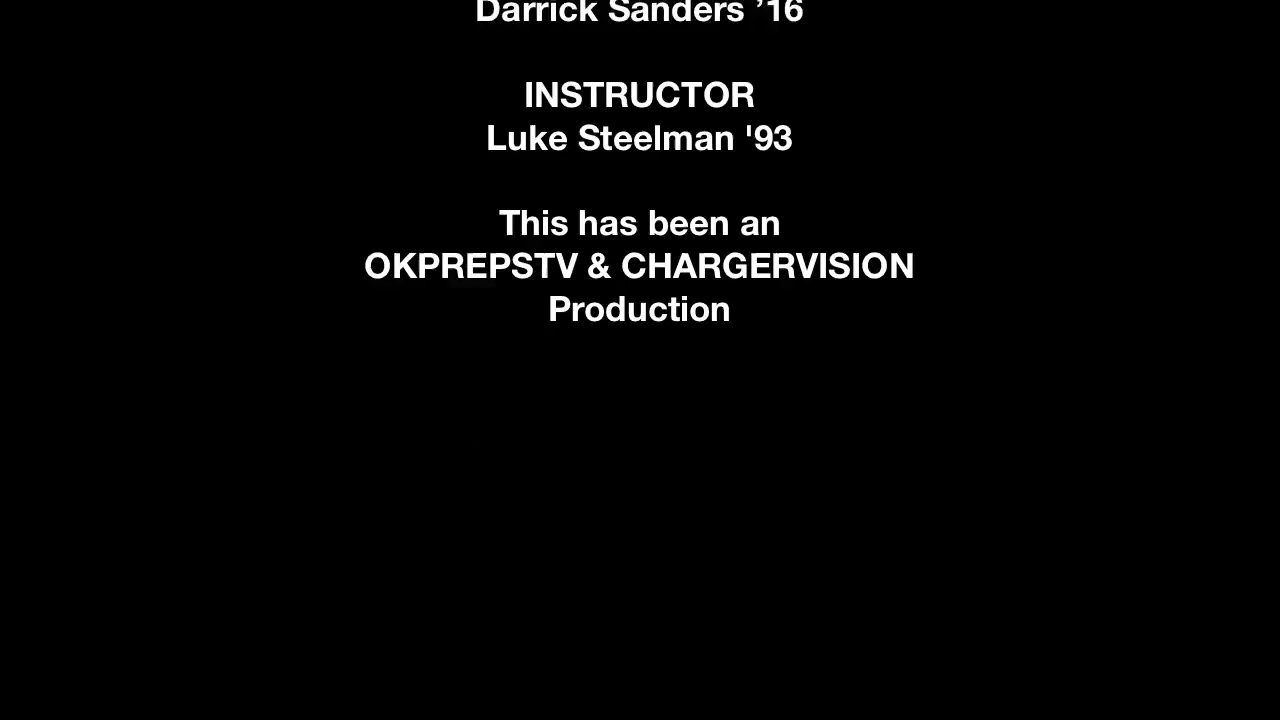 Darrick Sanders ’16
INSTRUCTOR
Luke Steelman '93
This has been an
OKPREPSTV & CHARGERVISION
Production